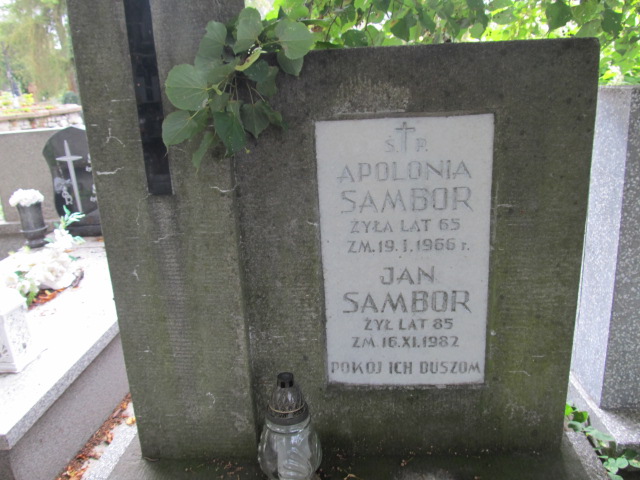 Ś. P.
APOLONIA
SAMBOR
ŻYŁA LAT 65
ZM. 19. I. 1966 r.
JAN
SAMBOR
ŻYŁ LAT 85
ZM. 16. XI. 1982
POKÓJ ICH DUSZOM